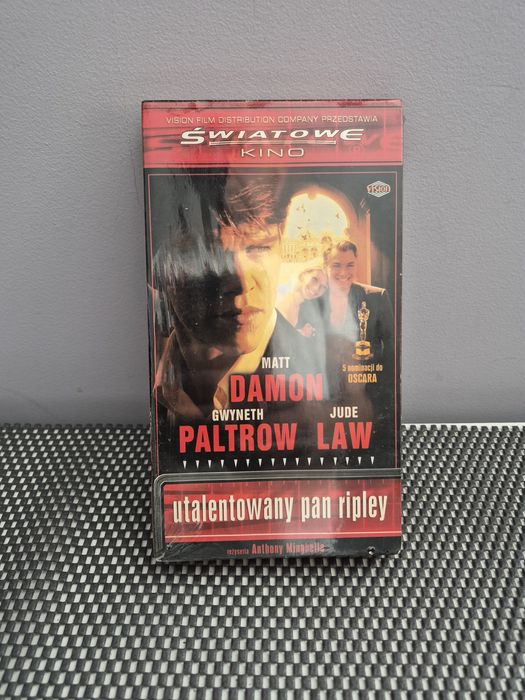 VISION FILM DISTRIBUTION COMPANY PRZEDSTAWIA
ŚWIATOWE
KINO
VISION
MATT
DAMON
5 nominacji do
OSCARA
GWYNETH JUDE
PALTROW LAW
utalentowany pan ripley
reżyseria Anthony Minghella